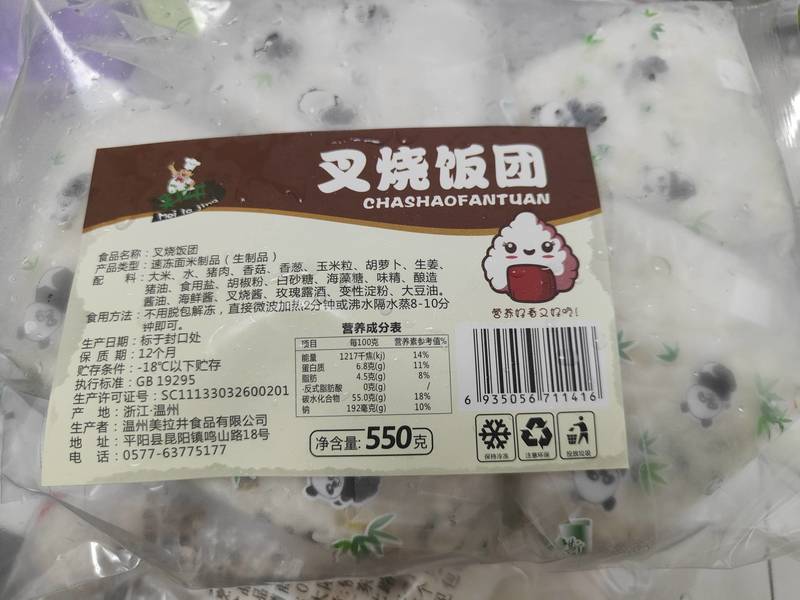 叉烧饭团
CHASHAOFANTUAN
Mei la jing
食品名称：叉烧饭团
产品类型：速冻面米制品（生制品）
配 料：大米、水、猪肉、香菇、香葱、玉米粒、胡萝卜、生姜、
猪油、食用盐、胡椒粉、白砂糖、海藻糖、味精、酿造
酱油、海鲜酱、叉烧酱、玫瑰露酒、变性淀粉、大豆油。
食用方法：不用脱包解冻，直接微波加热2分钟或沸水隔水蒸8-10分
钟即可。
生产日期：标于封口处
保 质 期：12个月
贮存条件：-18℃以下贮存
执行标准：GB 19295
生产许可证号：SC11133032600201
产 地：浙江·温州
生产者：温州美拉井食品有限公司
地 址：平阳县昆阳镇鸣山路18号
电 话：0577-63775177
营养成分表
项目 每100克 营养素参考值%
能量 1217千焦(kj) 14%
蛋白质 6.8克(g) 11%
脂肪 4.5克(g) 8%
-反式脂肪酸 0克(g) /
碳水化合物 55.0克(g) 18%
钠 192毫克(g) 10%
净含量：550克
营养好看又好吃！
6 935056 711416
保持冷冻
注意环保
投放垃圾